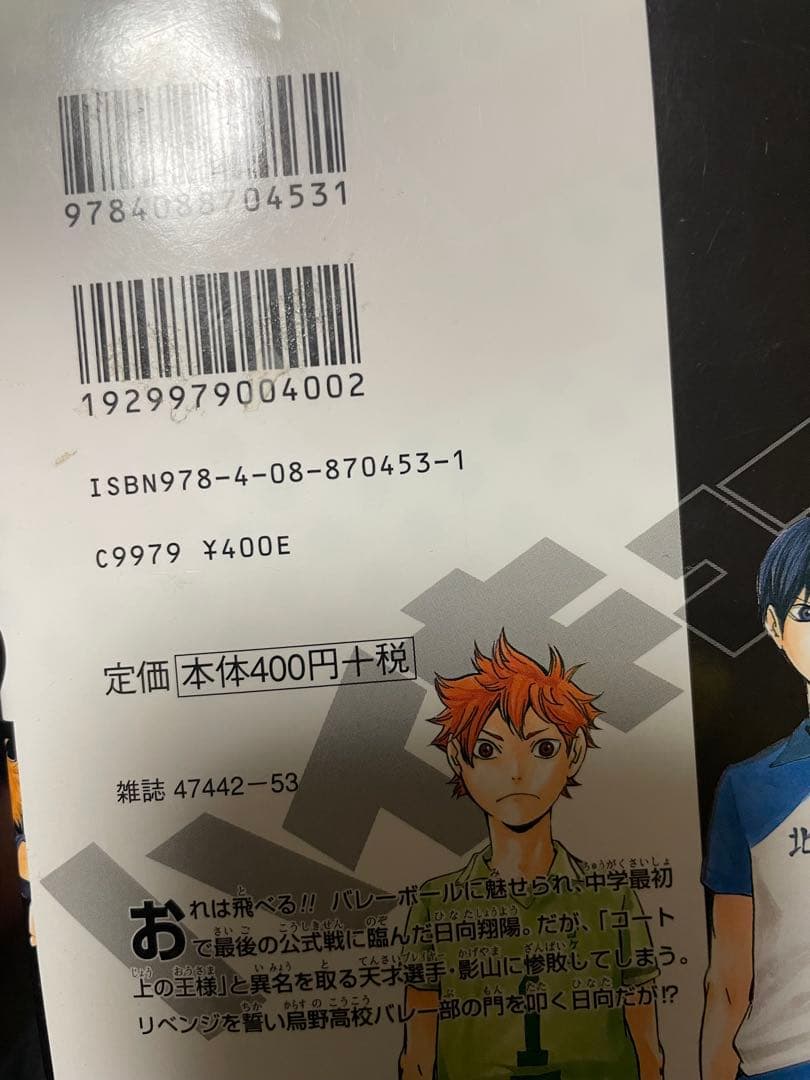 9784088704531
1929979004002
ISBN978-4-08-870453-1
C9979 ¥400E
定価 本体400円+税
雑誌 47442-53
おれは飛べる!! バレーボールに魅せられ、中学最初
で最後の公式戦に臨んだ日向翔陽。だが、「コート
上の王様」と異名を取る天才選手・影山に惨敗してしまう。
リベンジを誓い烏野高校バレー部の門を叩く日向だが!?
北